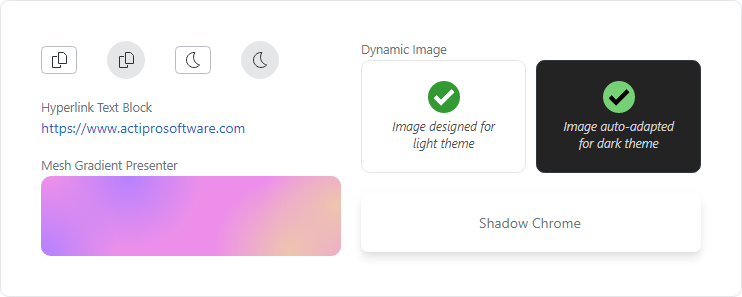 Hyperlink Text Block
https://www.actiprosoftware.com
Mesh Gradient Presenter
Dynamic Image
Image designed for
light theme
Image auto-adapted
for dark theme
Shadow Chrome